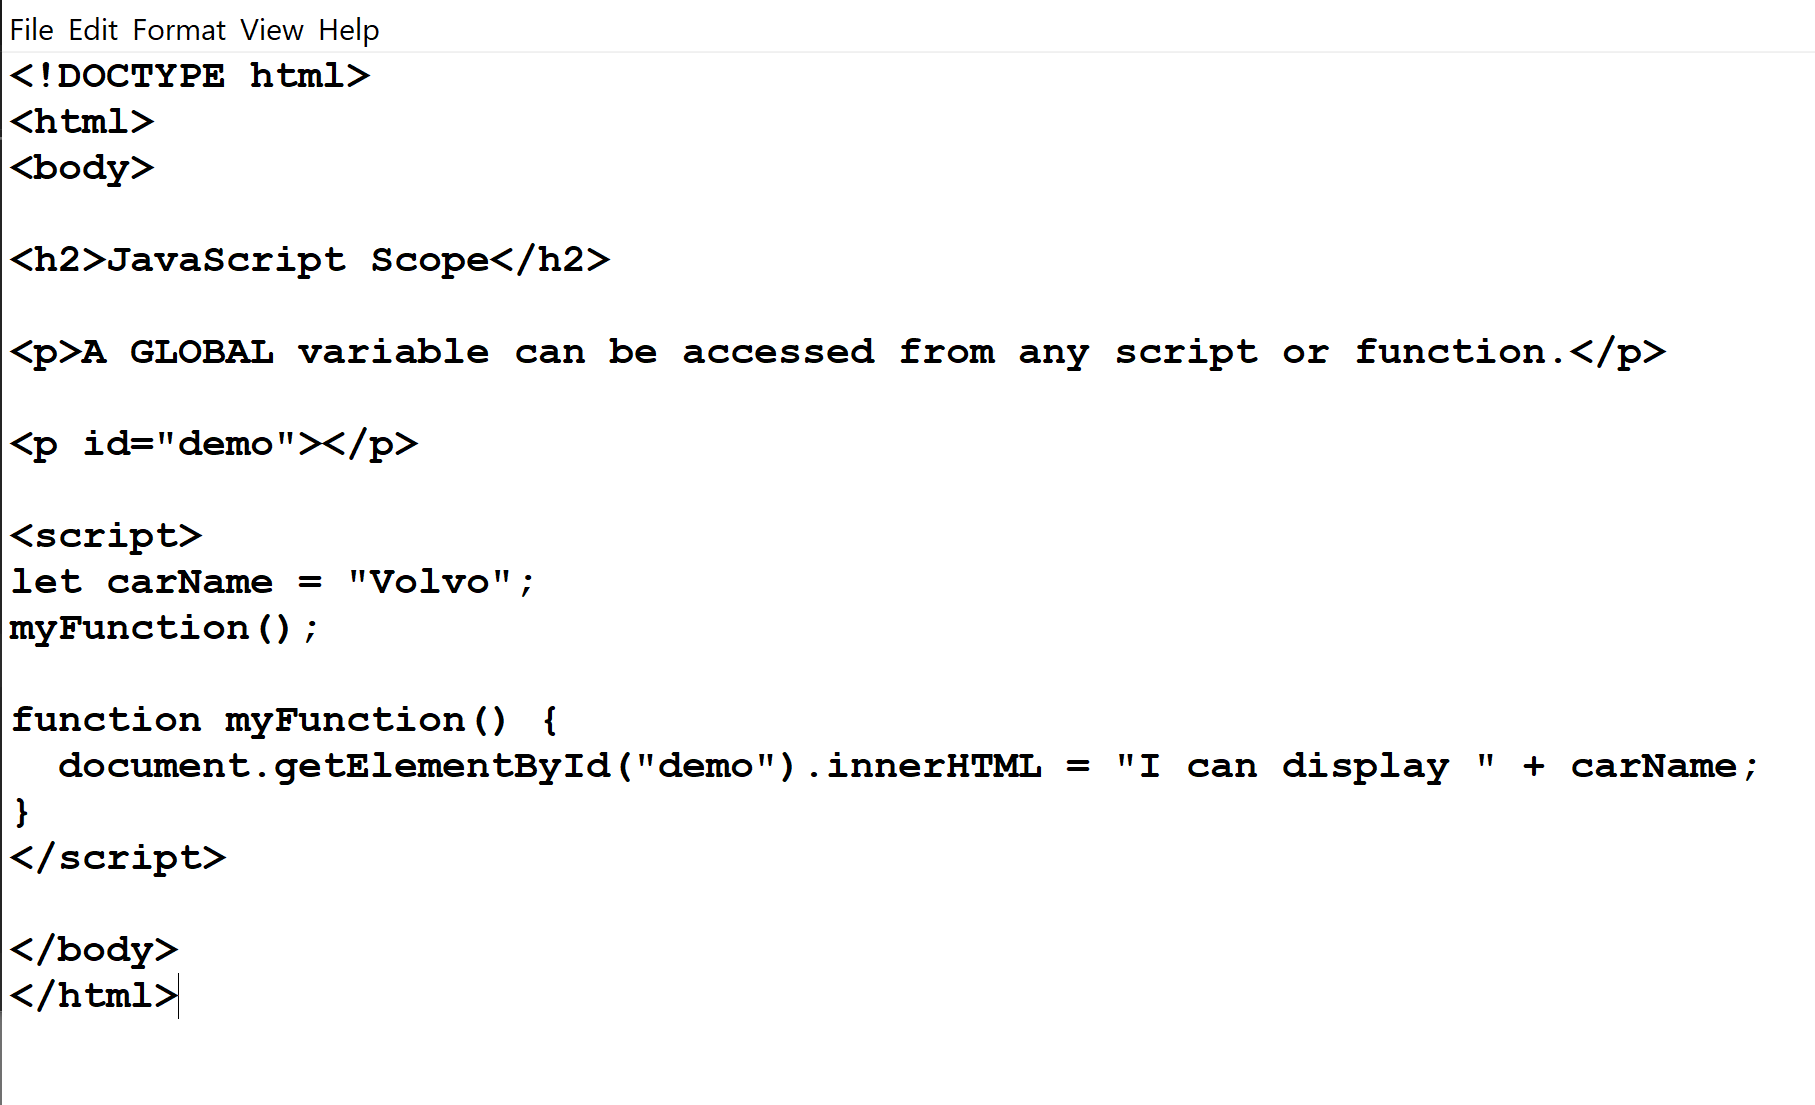 File Edit Format View Help
<!DOCTYPE html>
<html>
<body>

<h2>JavaScript Scope</h2>

<p>A GLOBAL variable can be accessed from any script or function.</p>

<p id="demo"></p>

<script>
let carName = "Volvo";
myFunction();

function myFunction() {
  document.getElementById("demo").innerHTML = "I can display " + carName;
}
</script>

</body>
</html>